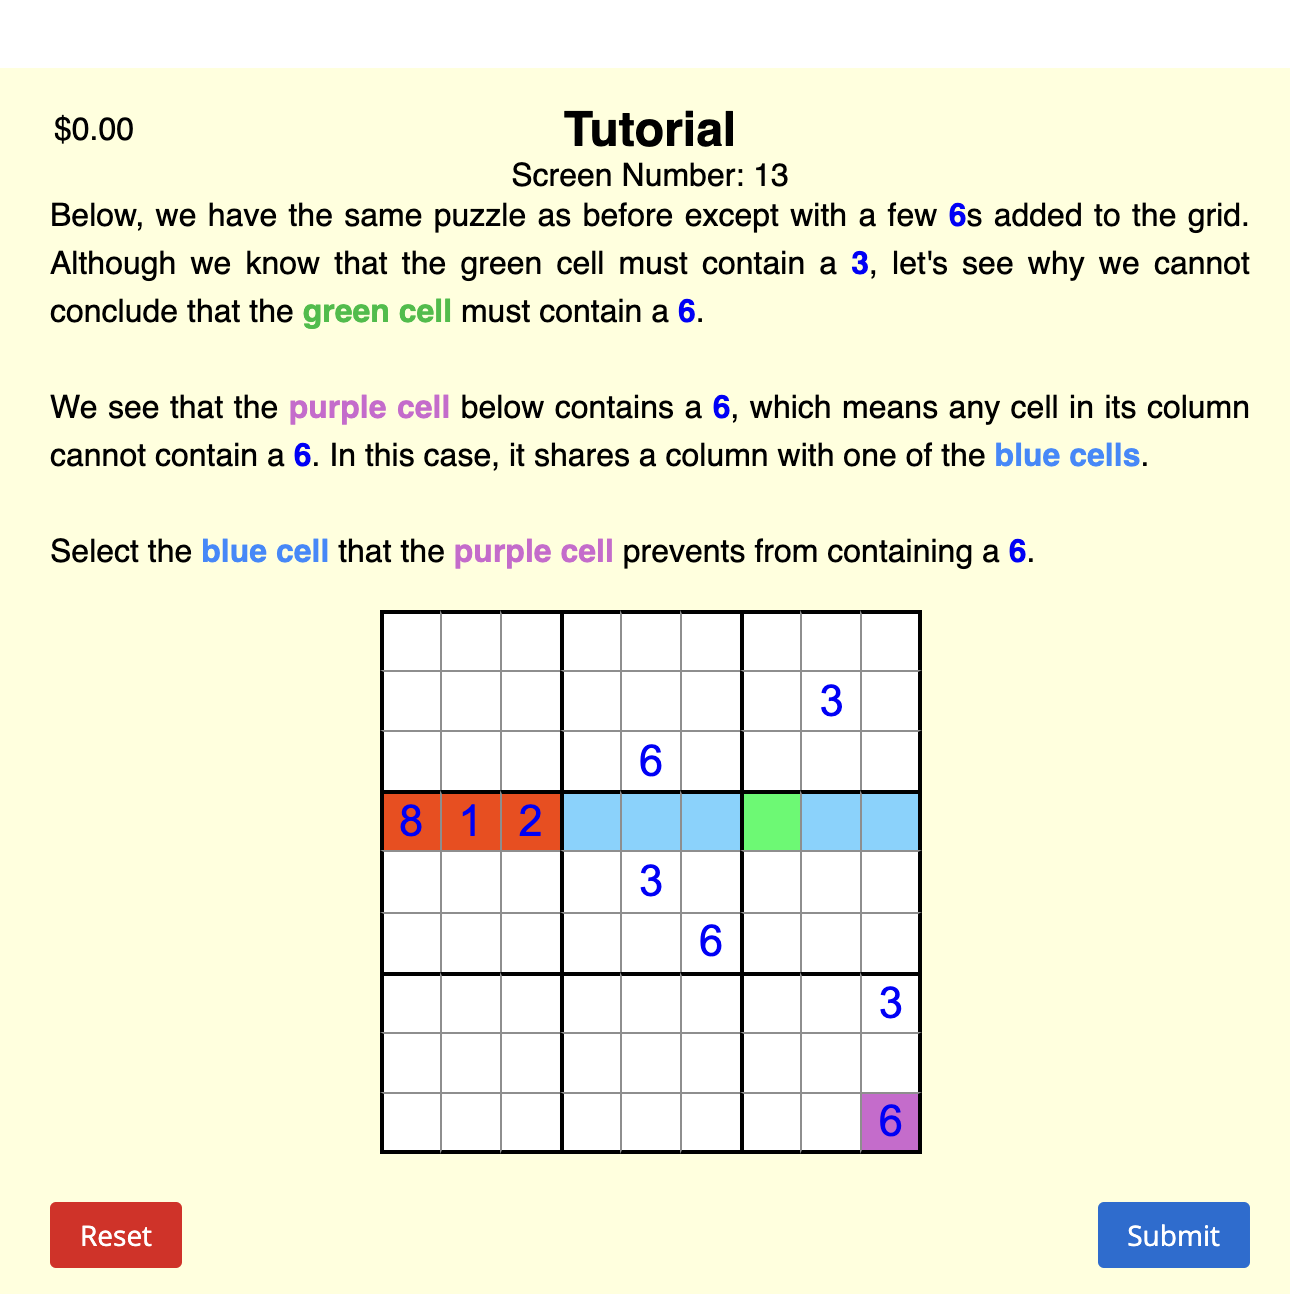 $0.00
Tutorial
Screen Number: 13
Below, we have the same puzzle as before except with a few 6s added to the grid.
Although we know that the green cell must contain a 3, let's see why we cannot
conclude that the green cell must contain a 6.
We see that the purple cell below contains a 6, which means any cell in its column
cannot contain a 6. In this case, it shares a column with one of the blue cells.
Select the blue cell that the purple cell prevents from containing a 6.
3
6
8 1 2
3
6
3
6
Reset
Submit